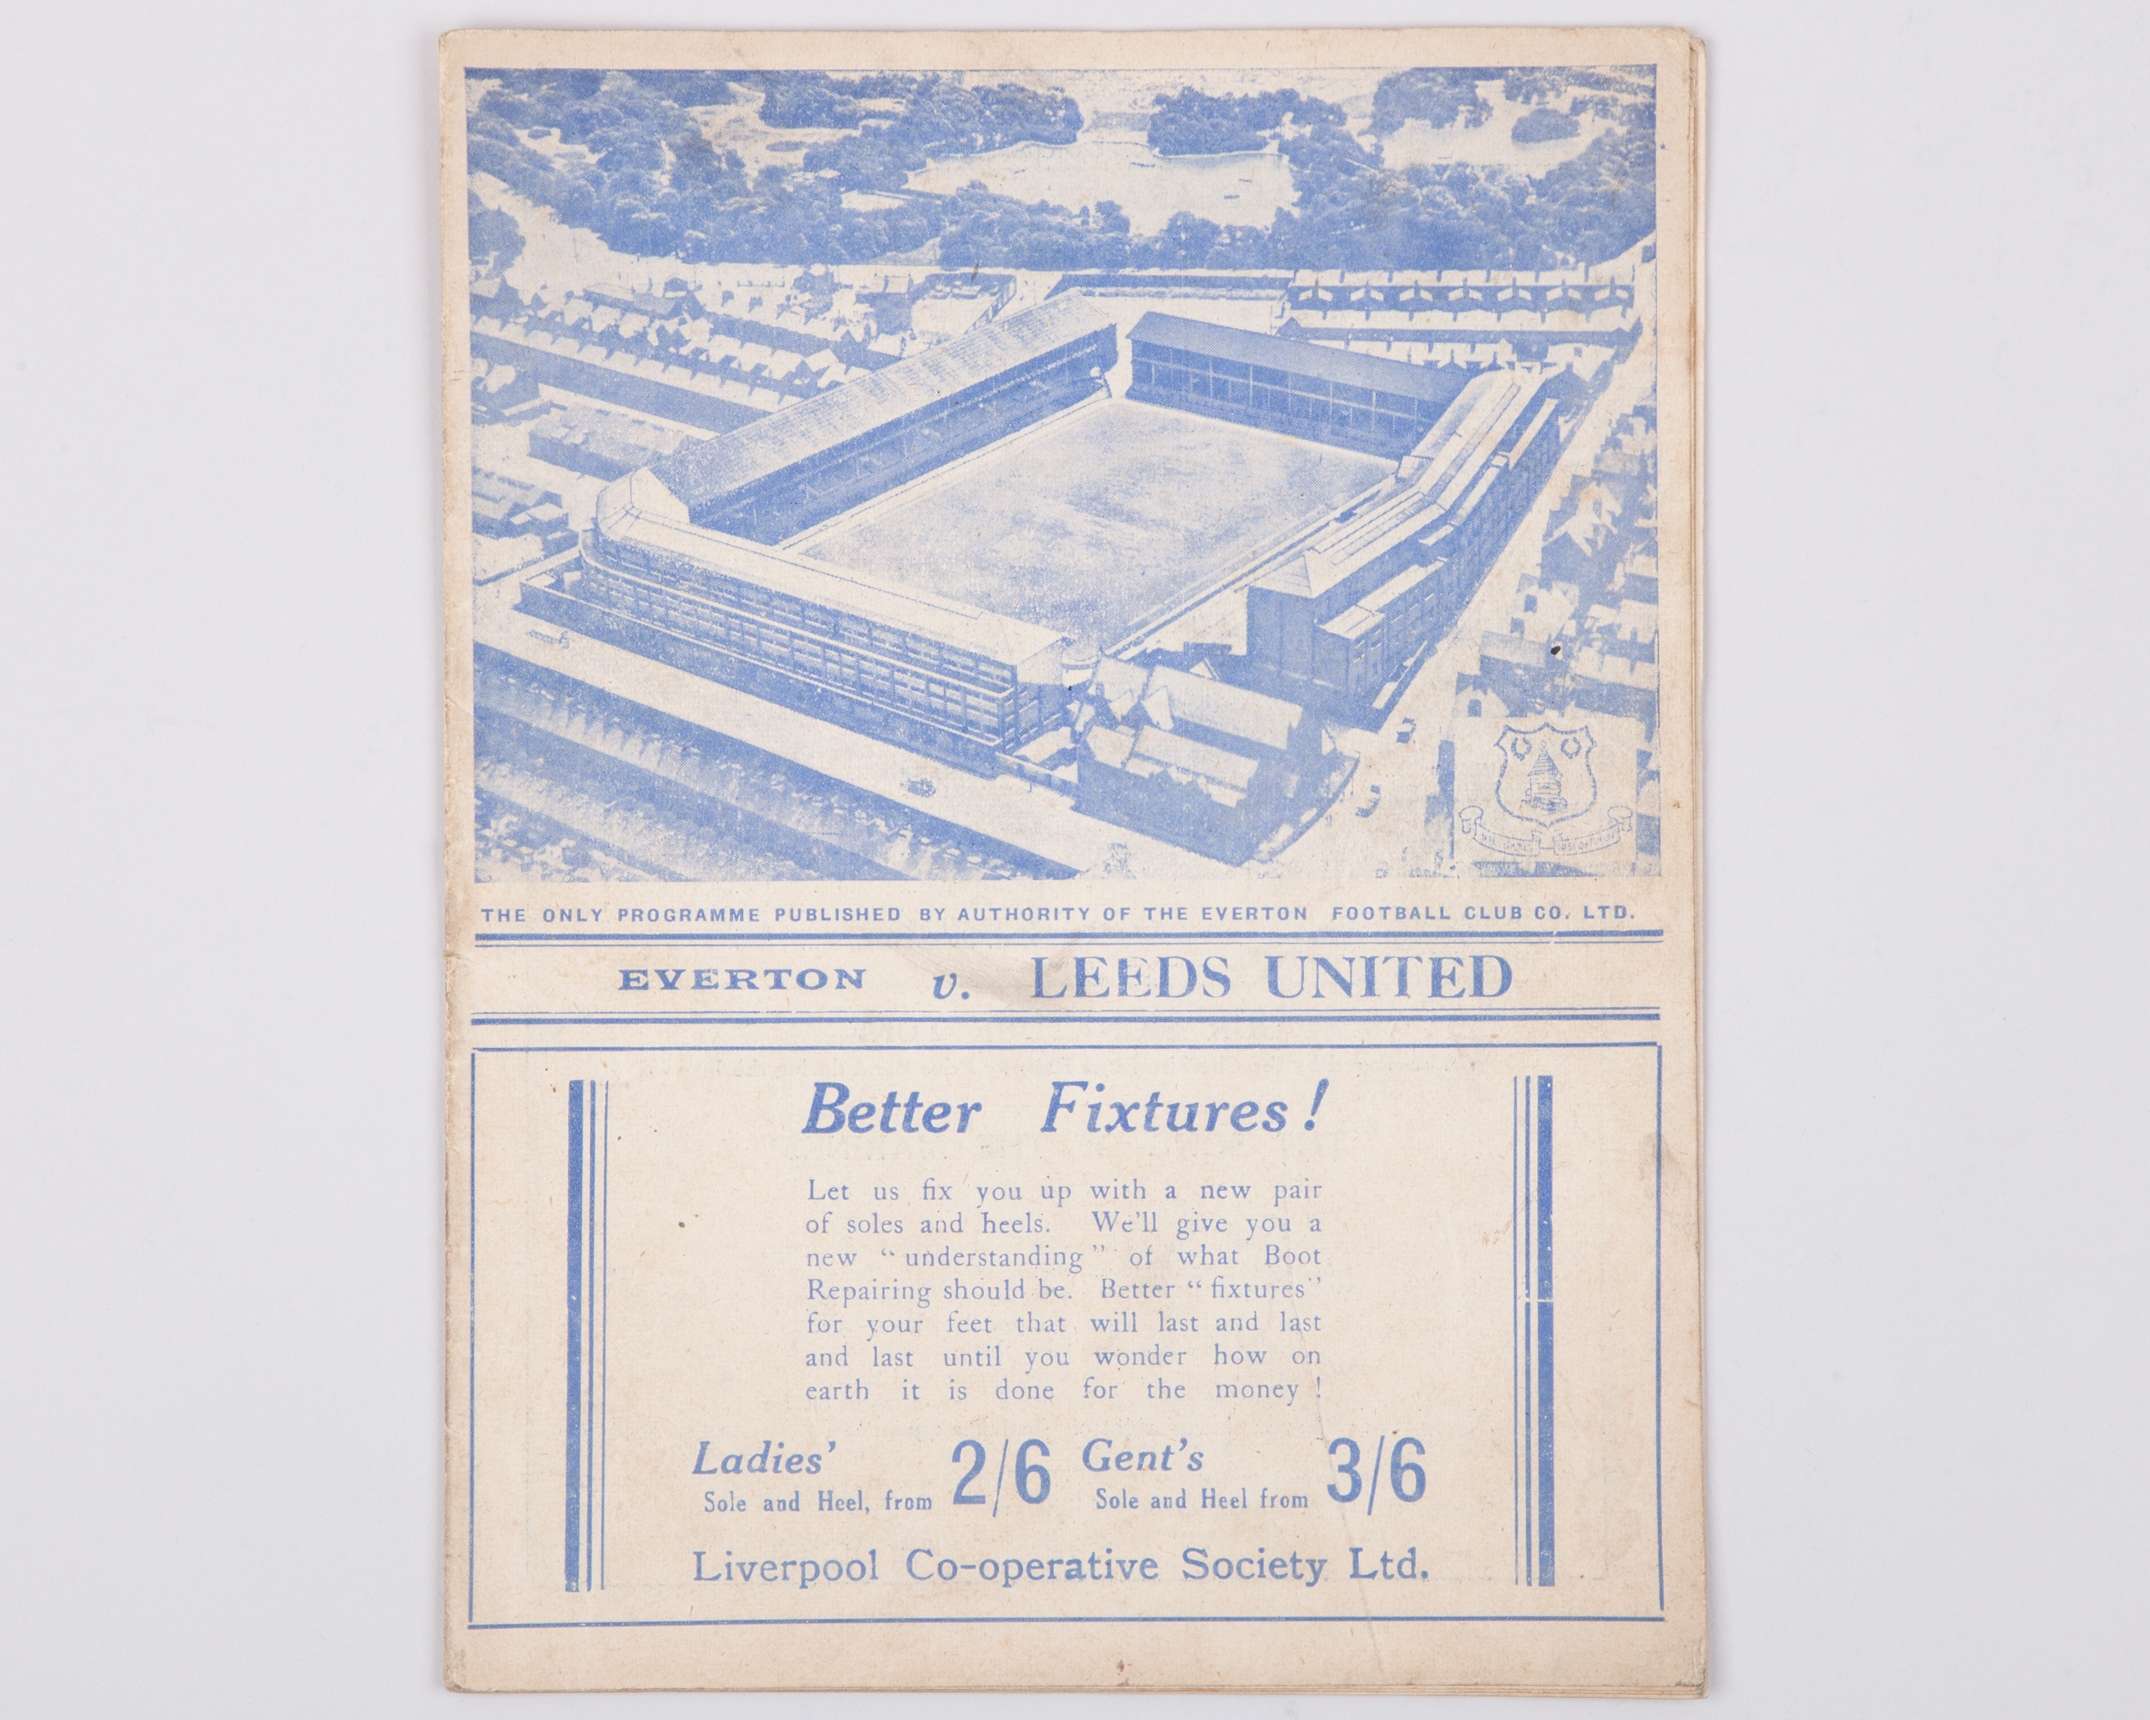 THE ONLY PROGRAMME PUBLISHED BY AUTHORITY OF THE EVERTON FOOTBALL CLUB CO. LTD.
EVERTON v. LEEDS UNITED
Better Fixtures!
Let us fix you up with a new pair
of soles and heels. We'll give you a
new "understanding" of what Boot
Repairing should be. Better "fixtures"
for your feet that will last and last
and last until you wonder how on
earth it is done for the money!
Ladies' 2/6 Gent's 3/6
Sole and Heel, from Sole and Heel from
Liverpool Co-operative Society Ltd.